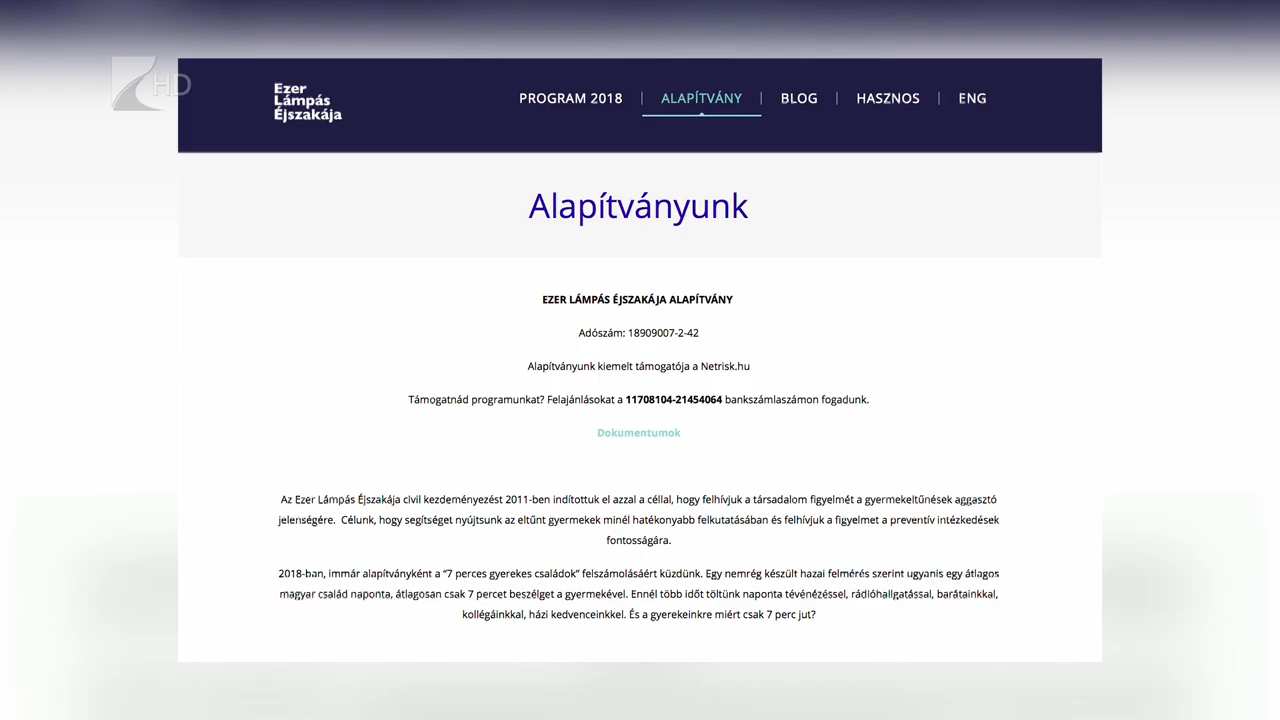 HD
Ezer
Lámpás
Éjszakája
PROGRAM 2018 | ALAPÍTVÁNY | BLOG | HASZNOS | ENG
Alapítványunk
EZER LÁMPÁS ÉJSZAKÁJA ALAPÍTVÁNY
Adószám: 18909007-2-42
Alapítványunk kiemelt támogatója a Netrisk.hu
Támogatnád programunkat? Felajánlásokat a 11708104-21454064 bankszámlaszámon fogadunk.
Dokumentumok
Az Ezer Lámpás Éjszakája civil kezdeményezést 2011-ben indítottuk el azzal a céllal, hogy felhívjuk a társadalom figyelmét a gyermekeltűnések aggasztó
jelenségére. Célunk, hogy segítséget nyújtsunk az eltűnt gyermekek minél hatékonyabb felkutatásában és felhívjuk a figyelmet a preventív intézkedések
fontosságára.
2018-ban, immár alapítványként a “7 perces gyerekes családok” felszámolásáért küzdünk. Egy nemrég készült hazai felmérés szerint ugyanis egy átlagos
magyar család naponta, átlagosan csak 7 percet beszélget a gyermekével. Ennél több időt töltünk naponta tévénézéssel, rádióhallgatással, barátainkkal,
kollégáinkkal, házi kedvenceinkkel. És a gyerekeinkre miért csak 7 perc jut?